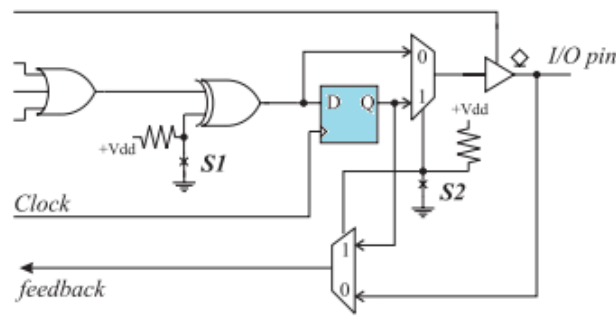 I/O pin
0
1
D Q
+Vdd
+Vdd
S1
S2
Clock
1
0
feedback